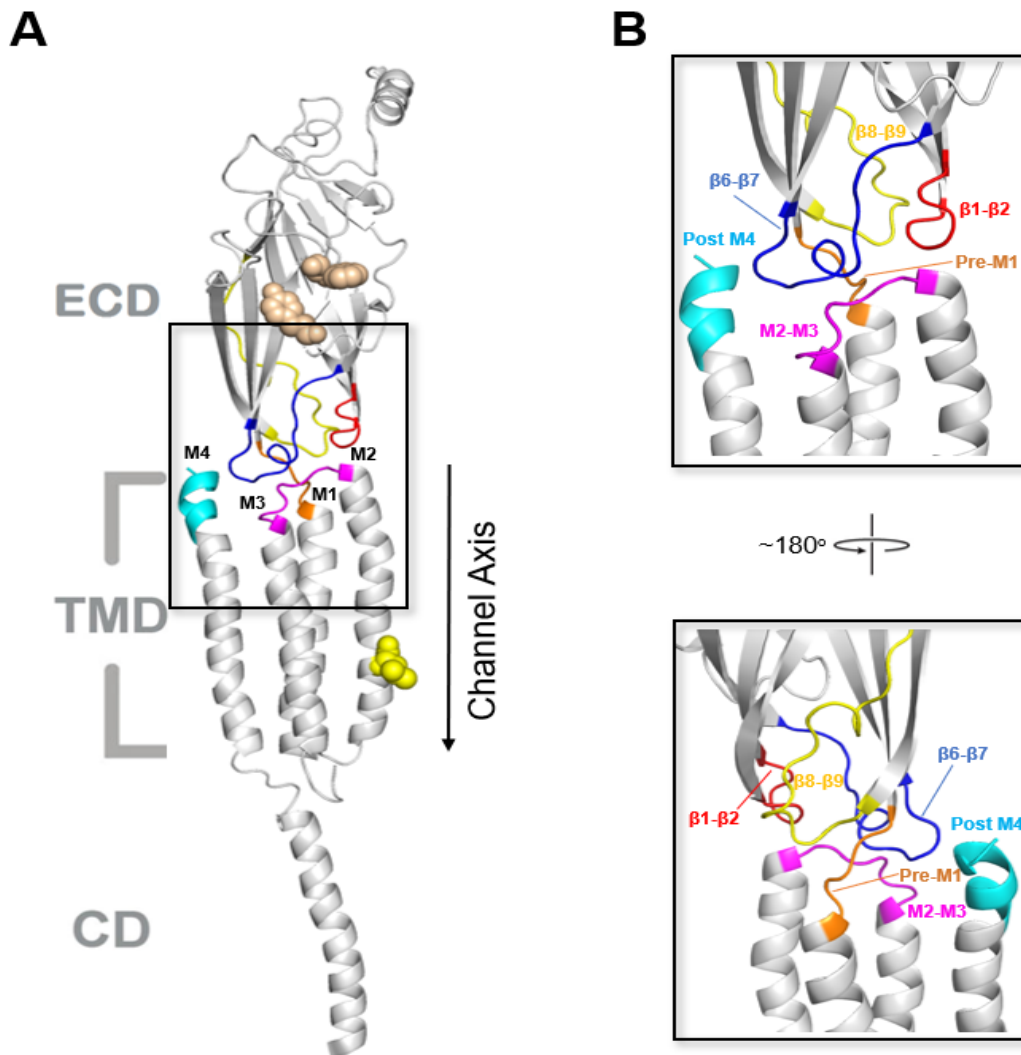 A
ECD
M4
M2
M3
M1
TMD
Channel Axis
CD
B
β8-β9
β6-β7
β1-β2
Post M4
Pre-M1
M2-M3
~180°
β6-β7
β8-β9
β1-β2
Post M4
Pre-M1
M2-M3